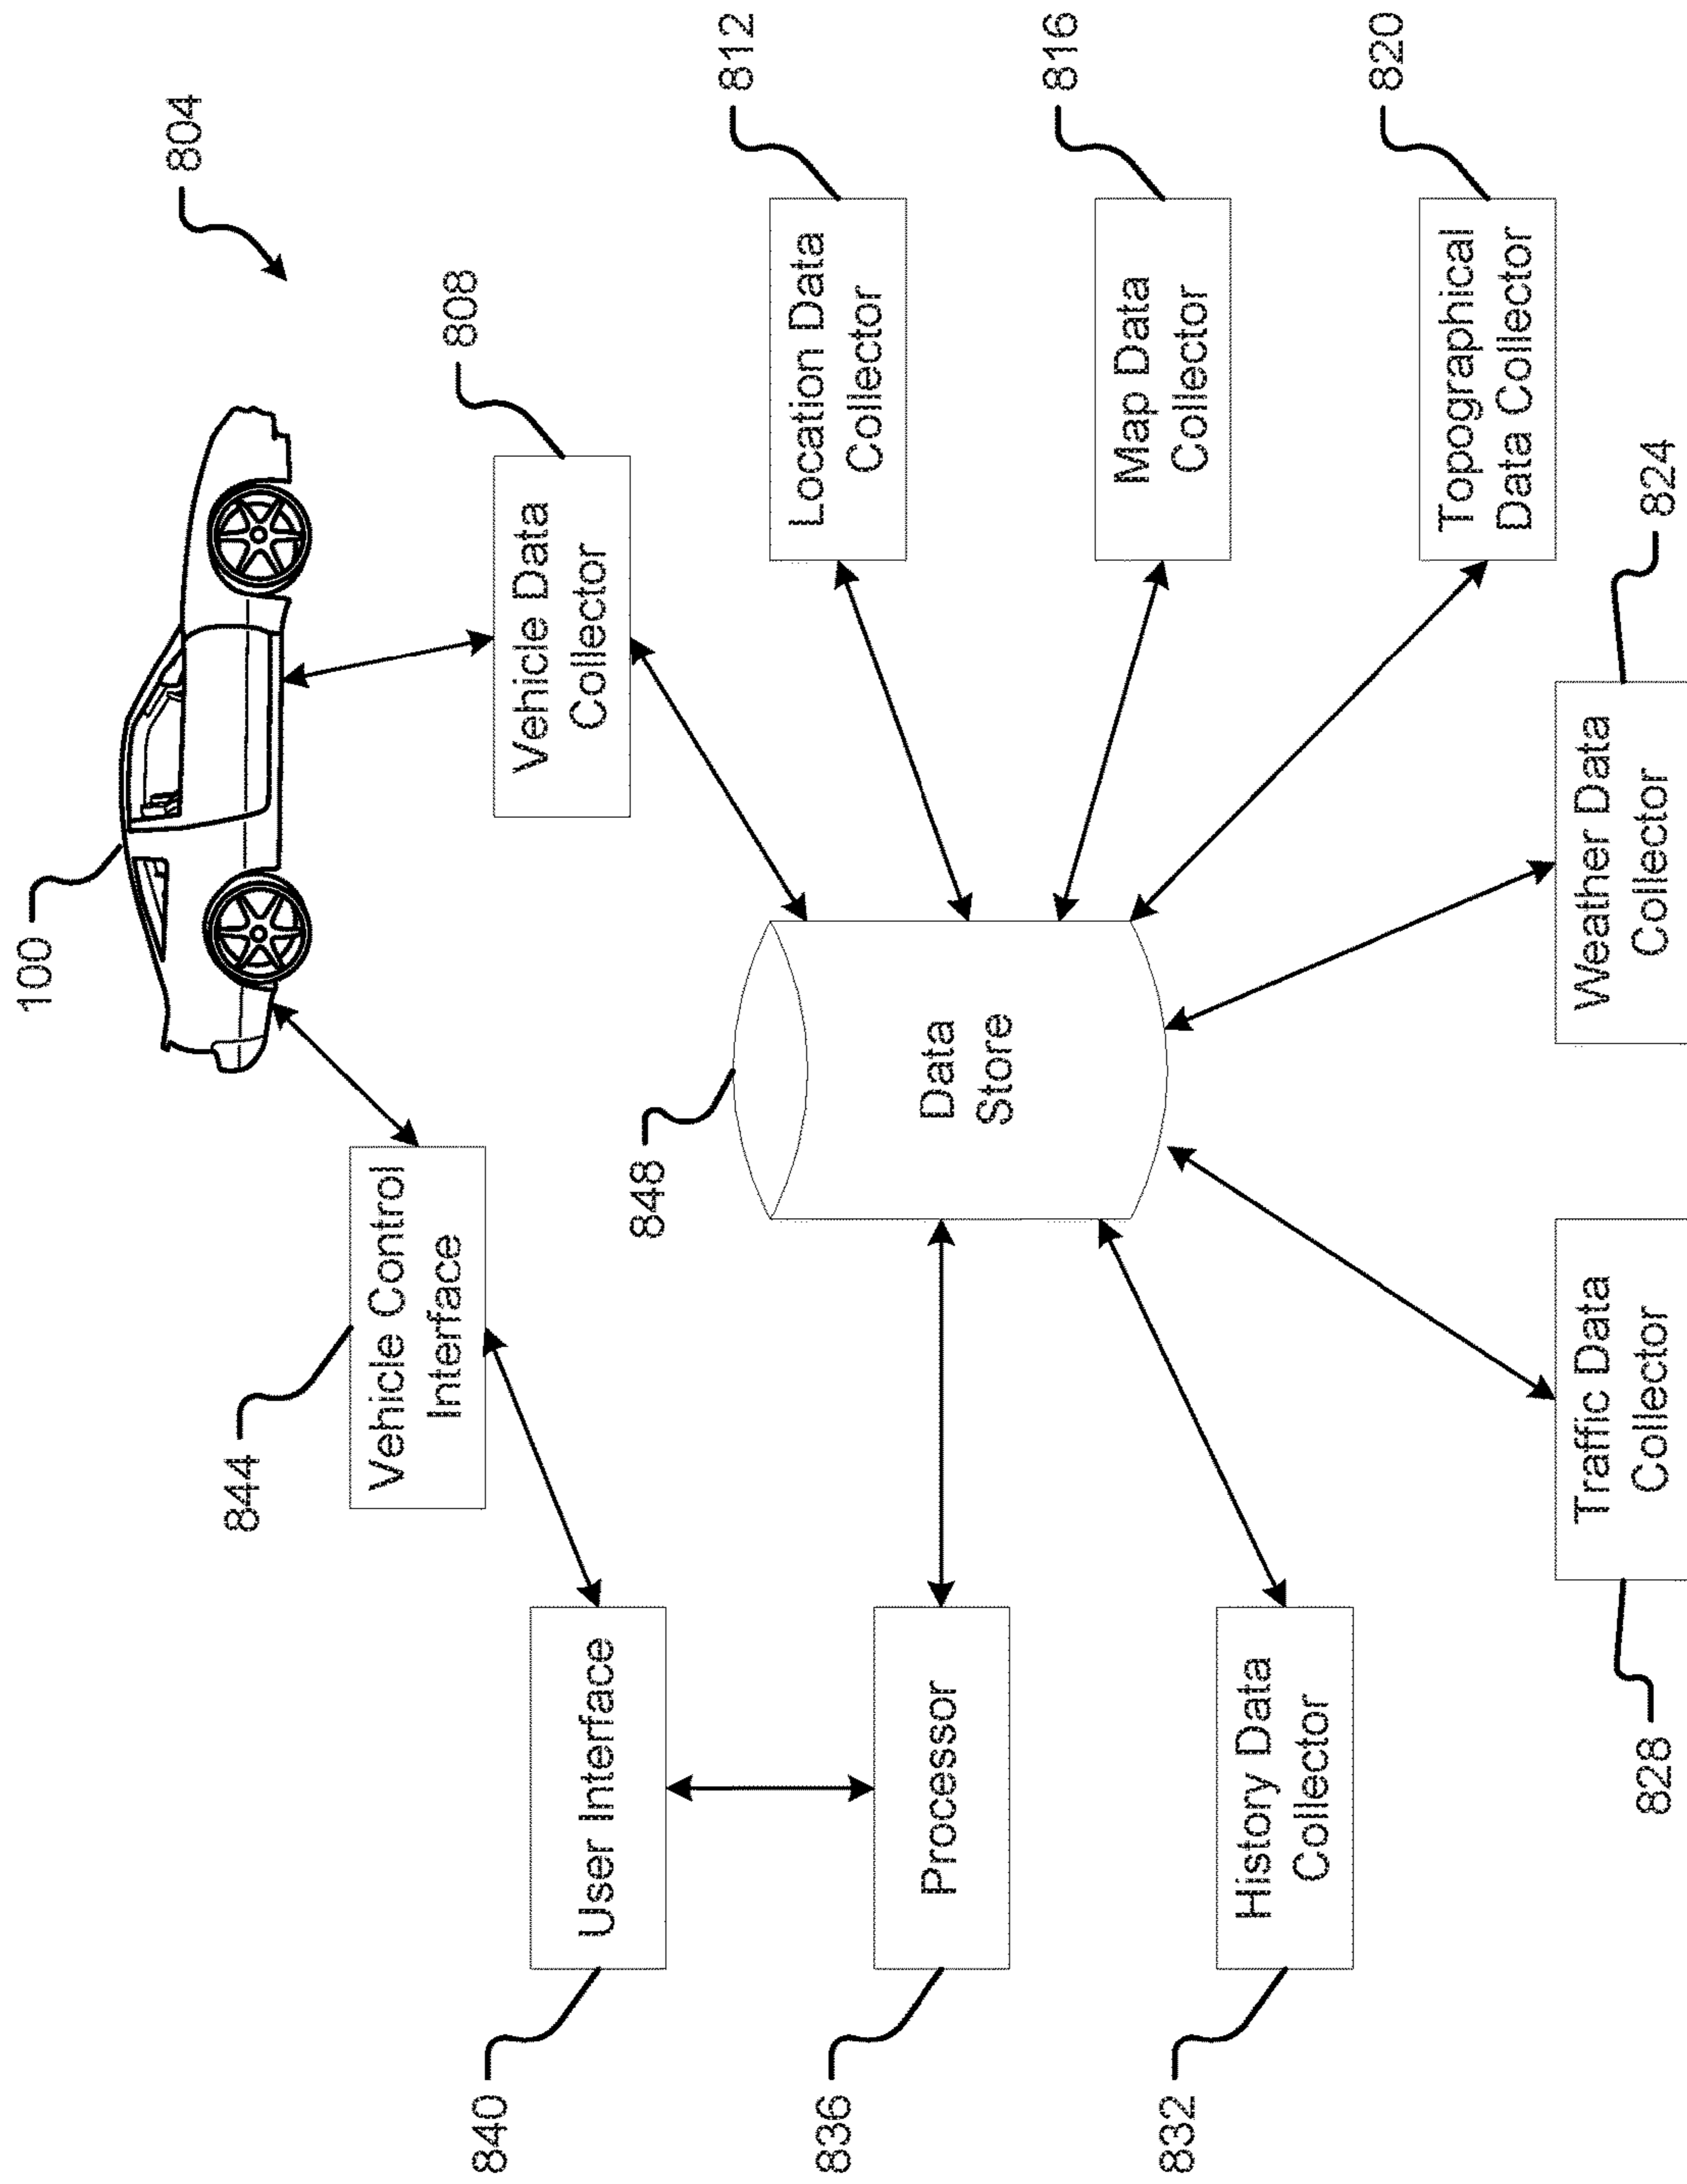 804
100
808
Vehicle Data
Collector
844
Vehicle Control
Interface
812
Location Data
Collector
848
Data
Store
840
User Interface
816
Map Data
Collector
836
Processor
820
Topographical
Data Collector
832
History Data
Collector
824
Weather Data
Collector
828
Traffic Data
Collector